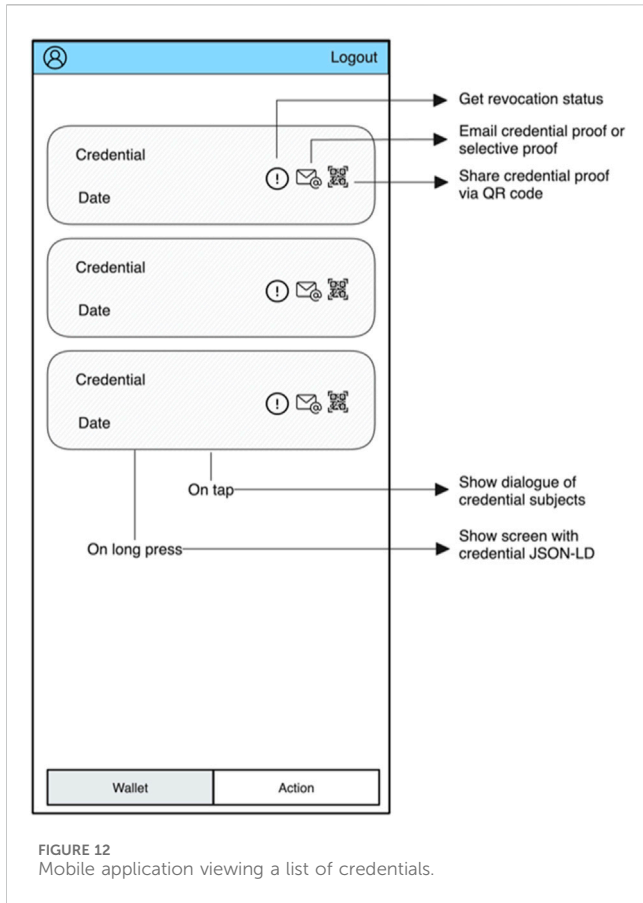 Logout
Get revocation status
Email credential proof or
selective proof
Share credential proof
via QR code
Credential
Date
Credential
Date
Credential
Date
On tap
Show dialogue of
credential subjects
On long press
Show screen with
credential JSON-LD
Wallet
Action
FIGURE 12
Mobile application viewing a list of credentials.